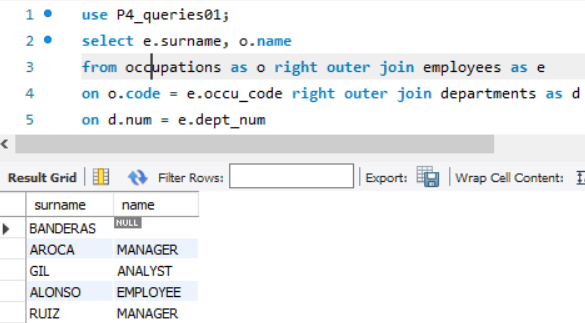 1 use P4_queries01;
2 select e.surname, o.name
3 from occupations as o right outer join employees as e
4 on o.code = e.occu_code right outer join departments as d
5 on d.num = e.dept_num
Result Grid Filter Rows: Export: Wrap Cell Content:
surname name
BANDERAS NULL
AROCA MANAGER
GIL ANALYST
ALONSO EMPLOYEE
RUIZ MANAGER